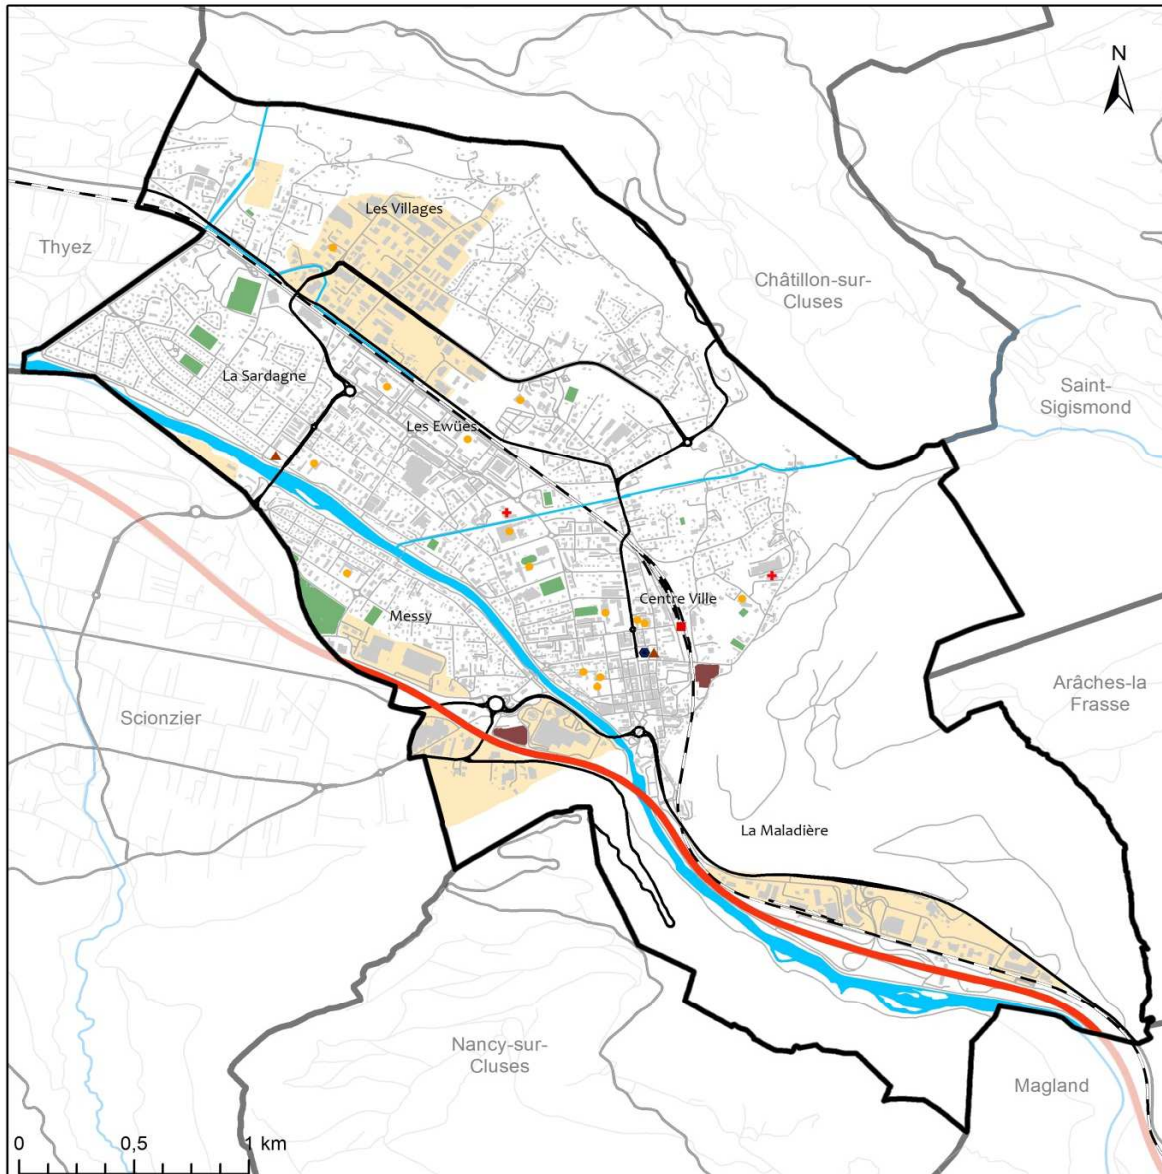 N
Les Villages
Thyez
Châtillon-sur-
Cluses
La Sardagne
Saint-
Sigismond
Les Ewües
Centre Ville
Messy
Arâches-la
Frasse
Scionzier
La Maladière
Nancy-sur-
Cluses
Magland
0 0,5 1 km